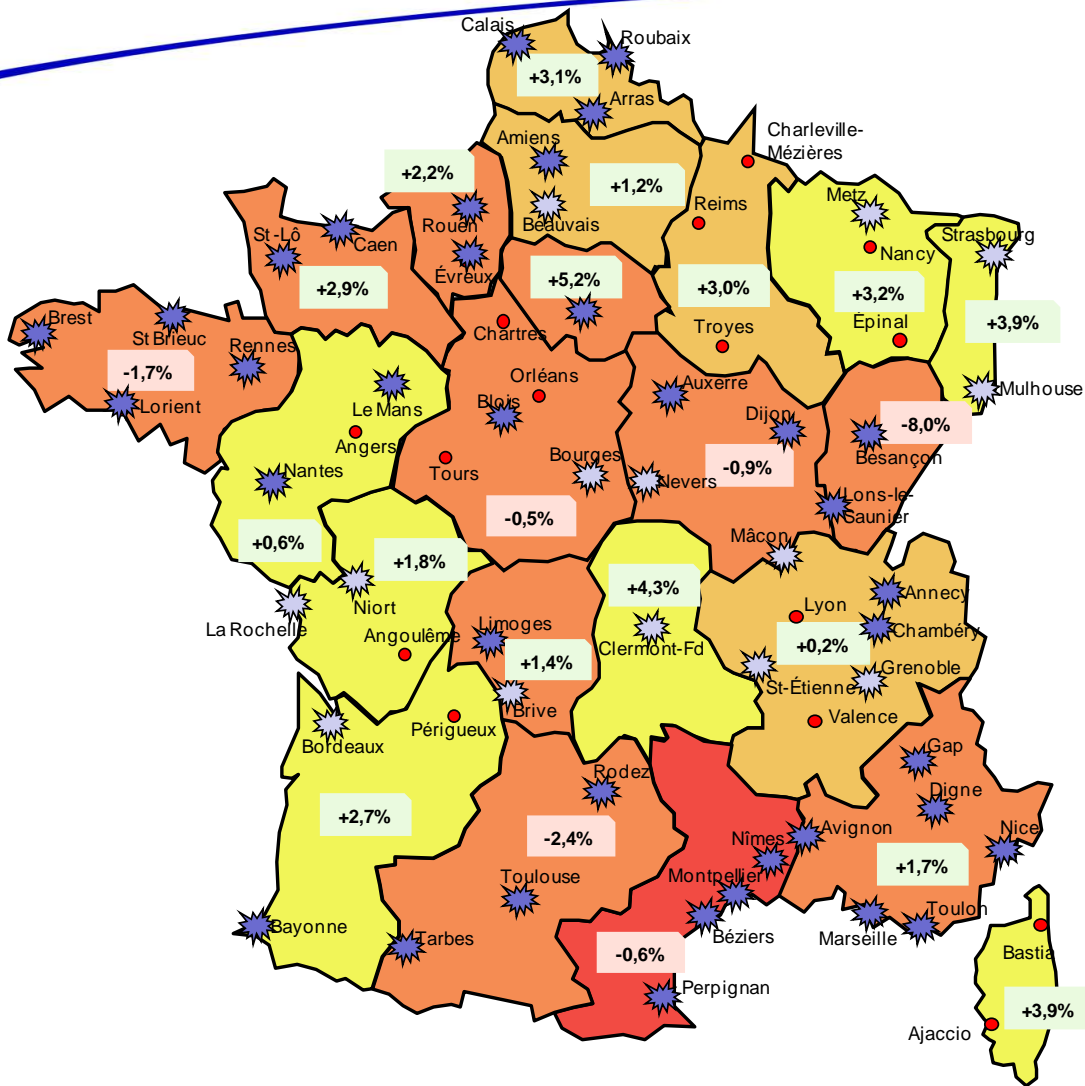 Calais
Roubaix
+3,1%
Arras
Charleville-
Mézières
Amiens
+2,2%
+1,2%
Metz
Reims
Rouen
Beauvais
St-Lô
Caen
Strasbourg
Nancy
Évreux
+5,2%
+2,9%
+3,0%
+3,2%
Épinal
+3,9%
Brest
St Brieuc
Chartres
Troyes
Rennes
-1,7%
Orléans
Auxerre
Mulhouse
Lorient
Le Mans
Blois
Dijon
-8,0%
Angers
Besançon
Tours
Bourges
-0,9%
Nantes
Nevers
Lons-le-
Saunier
-0,5%
+0,6%
Mâcon
+1,8%
+4,3%
Annecy
Niort
Lyon
La Rochelle
Limoges
Chambéry
Angoulême
Clermont-Fd
+0,2%
+1,4%
Grenoble
St-Étienne
Brive
Valence
Périgueux
Bordeaux
Gap
Rodez
Digne
+2,7%
-2,4%
Nîmes
Avignon
Nice
+1,7%
Toulouse
Montpellier
Toulon
Bayonne
Tarbes
Béziers
Marseille
-0,6%
Bastia
Perpignan
+3,9%
Ajaccio